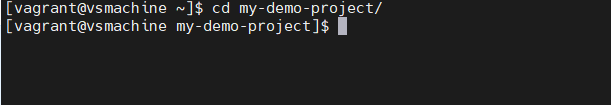 [vagrant@vsmachine ~]$ cd my-demo-project/
[vagrant@vsmachine my-demo-project]$